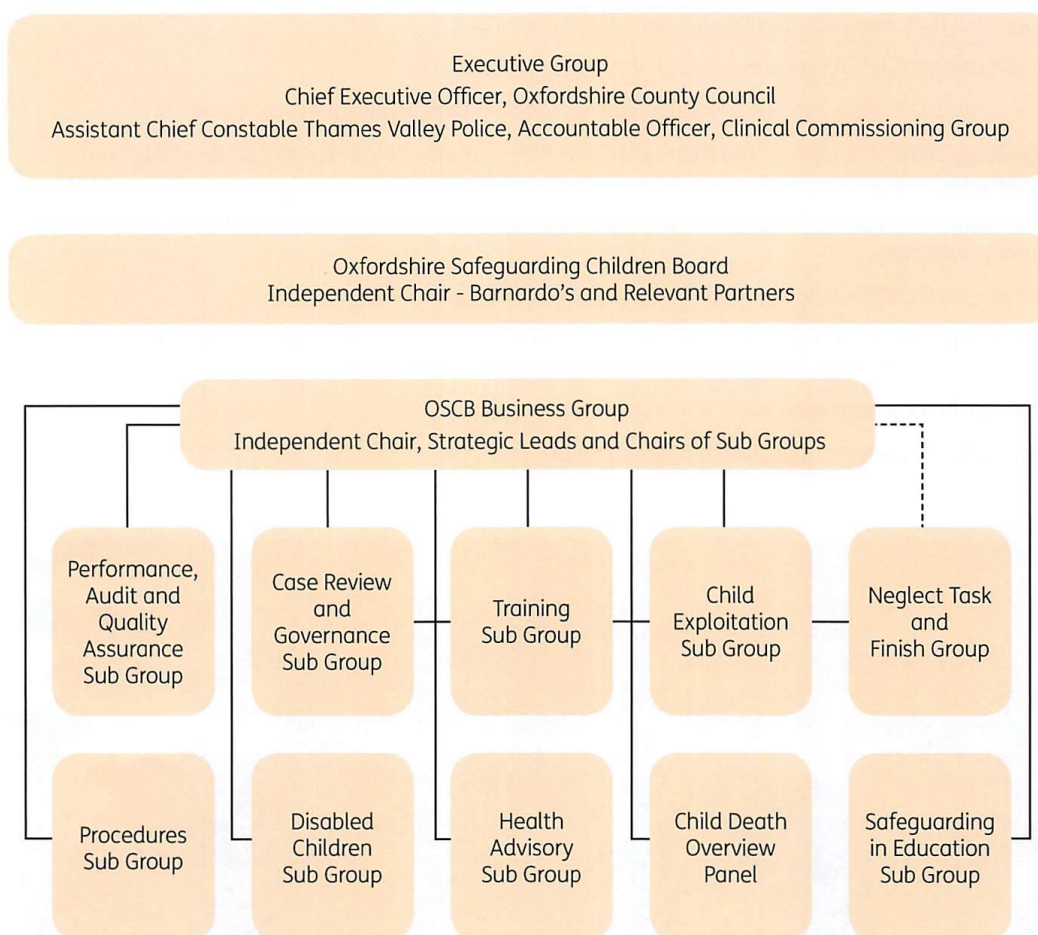 Executive Group
Chief Executive Officer, Oxfordshire County Council
Assistant Chief Constable Thames Valley Police, Accountable Officer, Clinical Commissioning Group
Oxfordshire Safeguarding Children Board
Independent Chair - Barnardo's and Relevant Partners
OSCB Business Group
Independent Chair, Strategic Leads and Chairs of Sub Groups
Performance,
Audit and
Quality
Assurance
Sub Group
Case Review
and
Governance
Sub Group
Training
Sub Group
Child
Exploitation
Sub Group
Neglect Task
and
Finish Group
Procedures
Sub Group
Disabled
Children
Sub Group
Health
Advisory
Sub Group
Child Death
Overview
Panel
Safeguarding
in Education
Sub Group